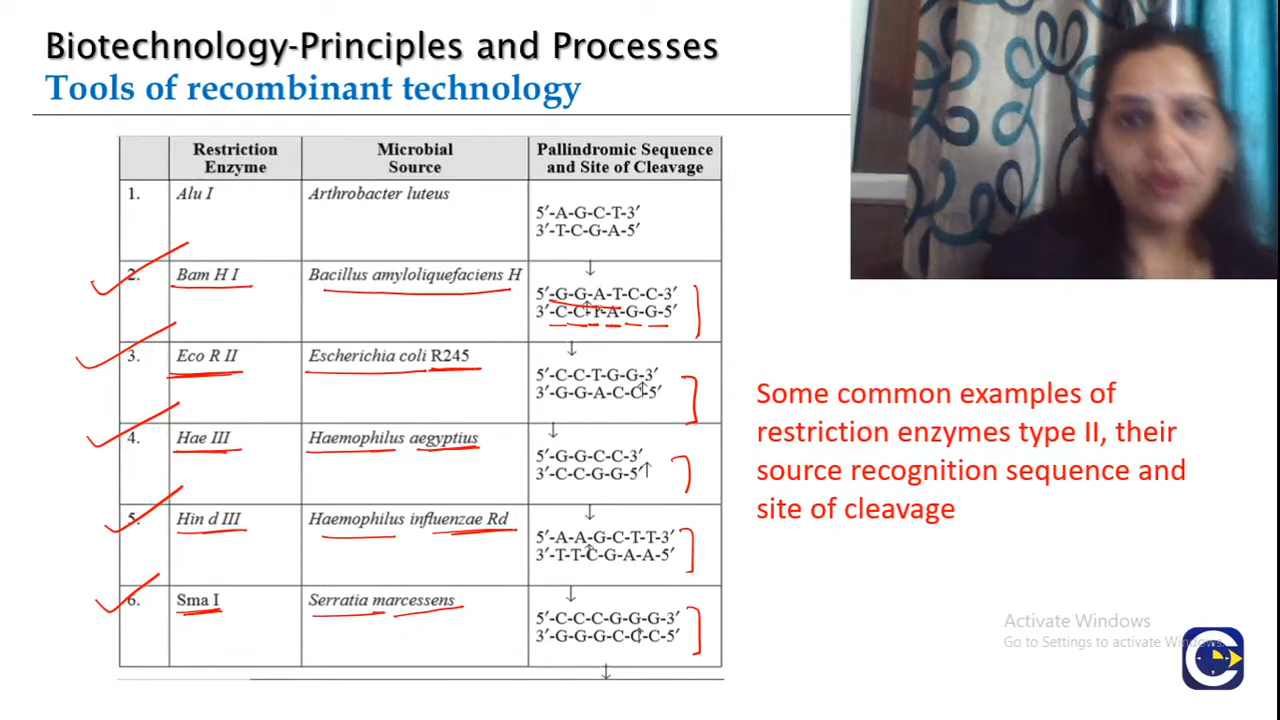 Biotechnology-Principles and Processes
Tools of recombinant technology
Restriction Enzyme
Microbial Source
Pallindromic Sequence and Site of Cleavage
1. Alu I Arthrobacter luteus
5′-A-G-C-T-3′
3′-T-C-G-A-5′
2. Bam H I Bacillus amyloliquefaciens H
5′-G-G-A-T-C-C-3′
3′-C-C-T-A-G-G-5′
3. Eco R II Escherichia coli R245
5′-C-C-T-G-G-3′
3′-G-G-A-C-C-5′
4. Hae III Haemophilus aegyptius
5′-G-G-C-C-3′
3′-C-C-G-G-5′
5. Hin d III Haemophilus influenzae Rd
5′-A-A-G-C-T-T-3′
3′-T-T-C-G-A-A-5′
6. Sma I Serratia marcessens
5′-C-C-C-G-G-G-3′
3′-G-G-G-C-C-C-5′
Some common examples of
restriction enzymes type II, their
source recognition sequence and
site of cleavage
Activate Windows
Go to Settings to activate Windows.